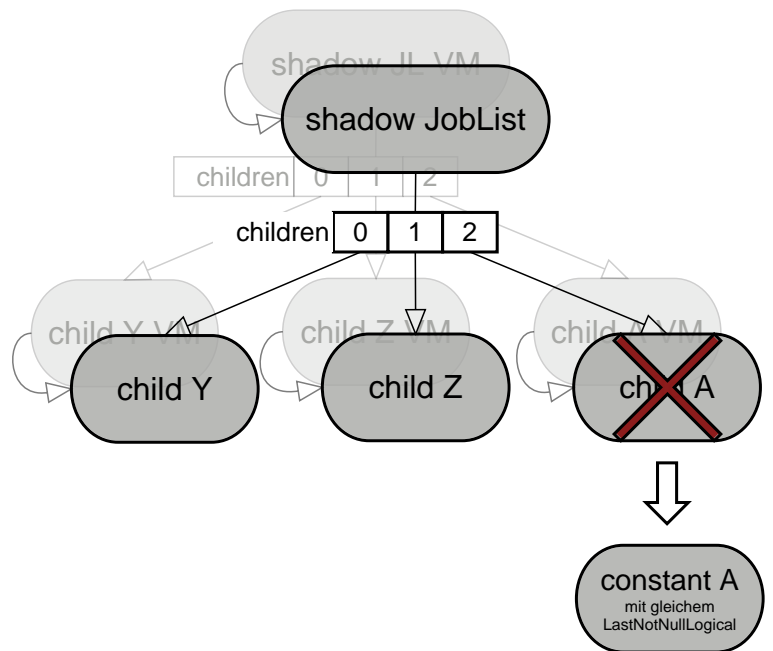 shadow JL VM
shadow JobList
children 0 1 2
children 0 1 2
child Y VM
child Z VM
child A VM
child Y
child Z
child A
constant A
mit gleichem
LastNotNullLogical